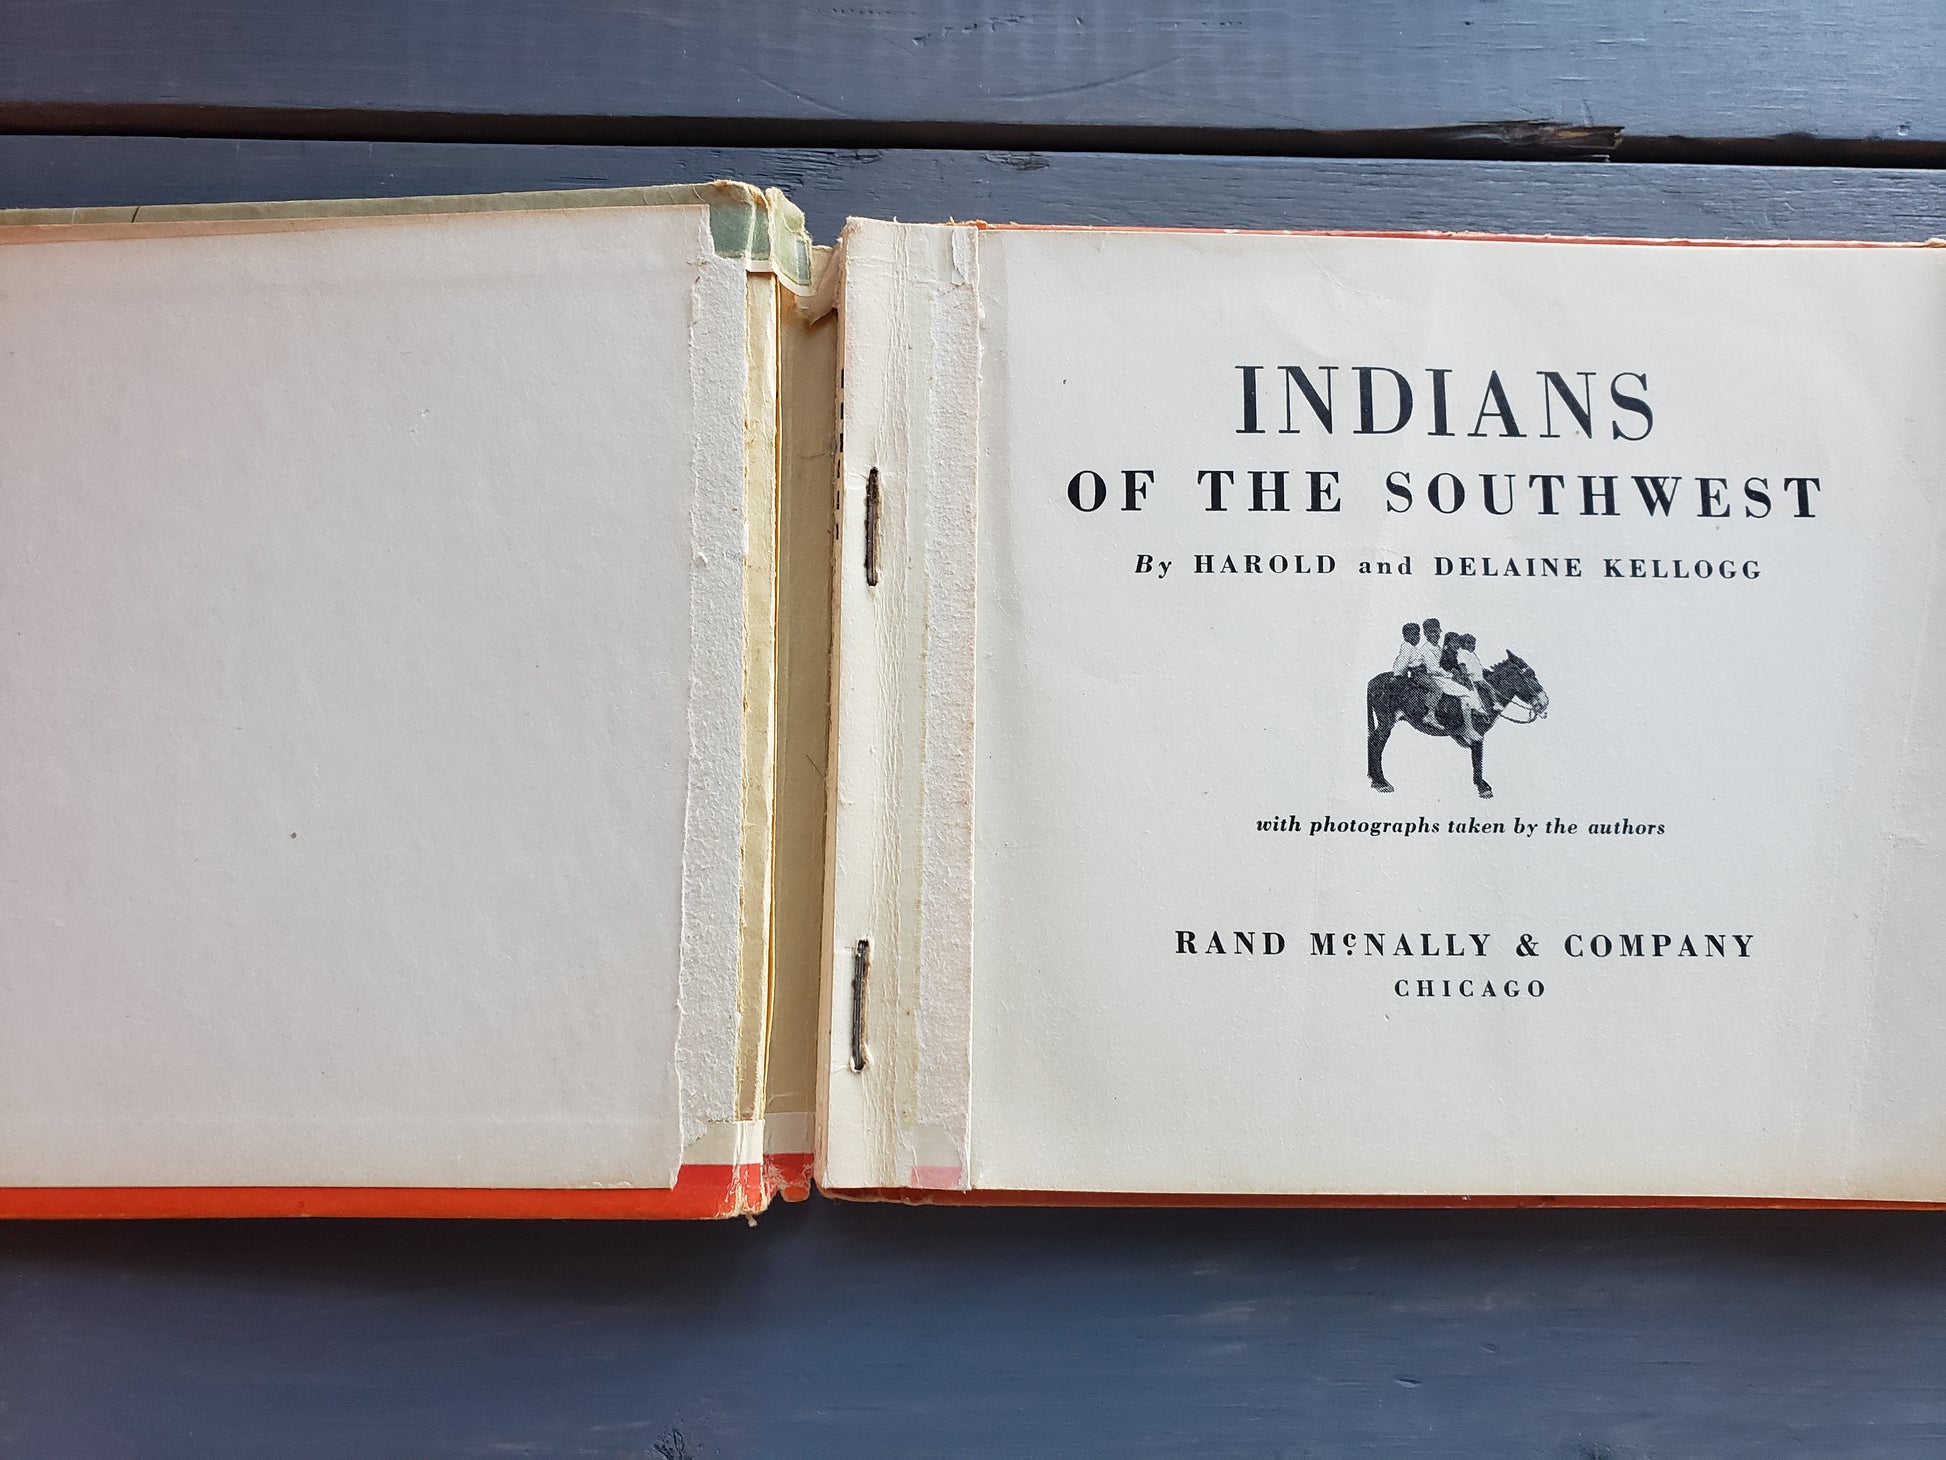 INDIANS
OF THE SOUTHWEST
By HAROLD and DELAINE KELLOGG
with photographs taken by the authors
RAND McNALLY & COMPANY
CHICAGO